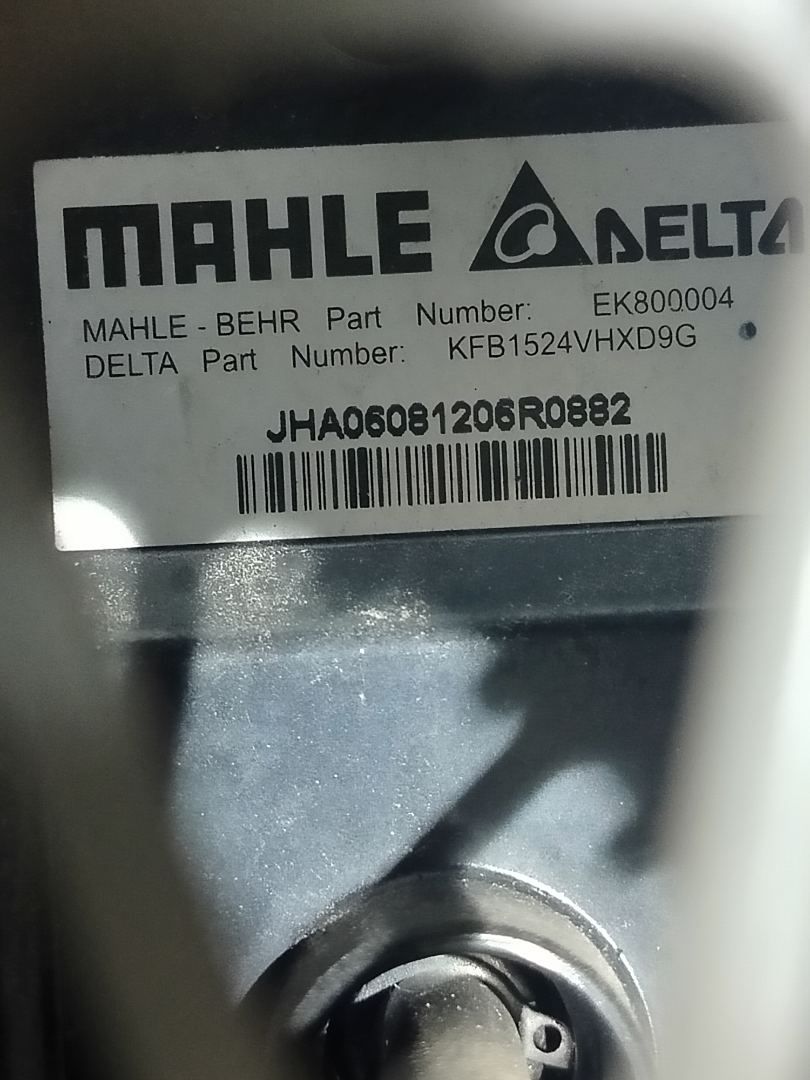 MAHLE DELTA
MAHLE - BEHR Part Number: EK800004
DELTA Part Number: KFB1524VHXD9G
JHA06081206R0882